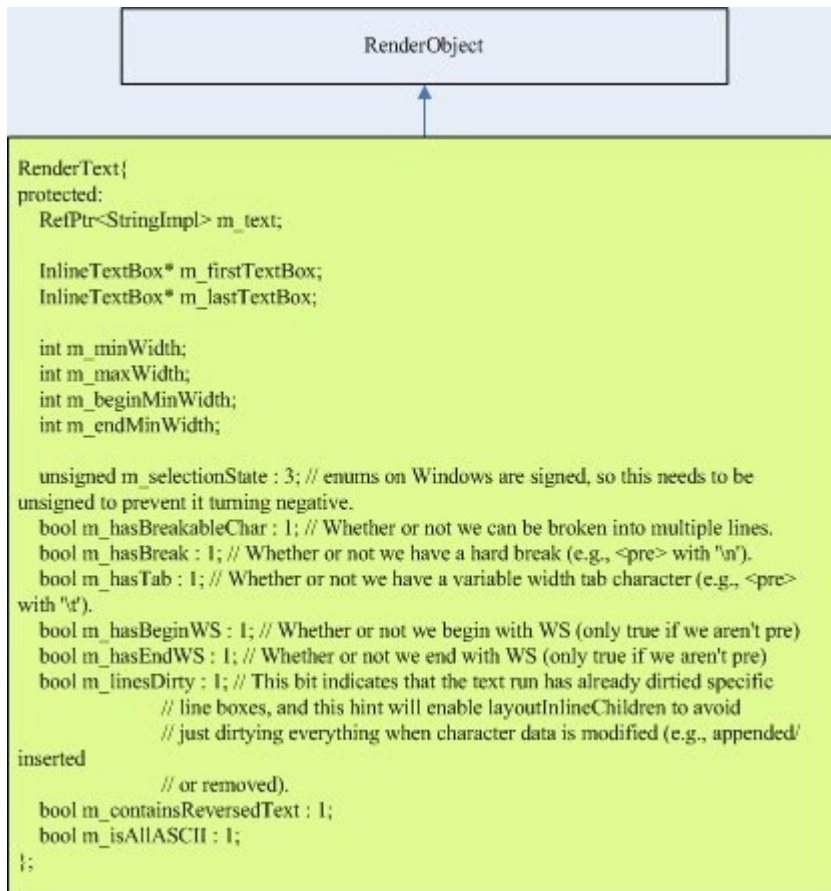 RenderObject
RenderText{
protected:
RefPtr<StringImpl> m_text;
InlineTextBox* m_firstTextBox;
InlineTextBox* m_lastTextBox;
int m_minWidth;
int m_maxWidth;
int m_beginMinWidth;
int m_endMinWidth;
unsigned m_selectionState : 3; // enums on Windows are signed, so this needs to be
unsigned to prevent it turning negative.
bool m_hasBreakableChar : 1; // Whether or not we can be broken into multiple lines.
bool m_hasBreak : 1; // Whether or not we have a hard break (e.g., <pre> with '\n').
bool m_hasTab : 1; // Whether or not we have a variable width tab character (e.g., <pre>
with '\t').
bool m_hasBeginWS : 1; // Whether or not we begin with WS (only true if we aren't pre)
bool m_hasEndWS : 1; // Whether or not we end with WS (only true if we aren't pre)
bool m_linesDirty : 1; // This bit indicates that the text run has already dirtied specific
// line boxes, and this hint will enable layoutInlineChildren to avoid
// just dirtying everything when character data is modified (e.g., appended/
inserted
// or removed).
bool m_containsReversedText : 1;
bool m_isAllASCII : 1;
};